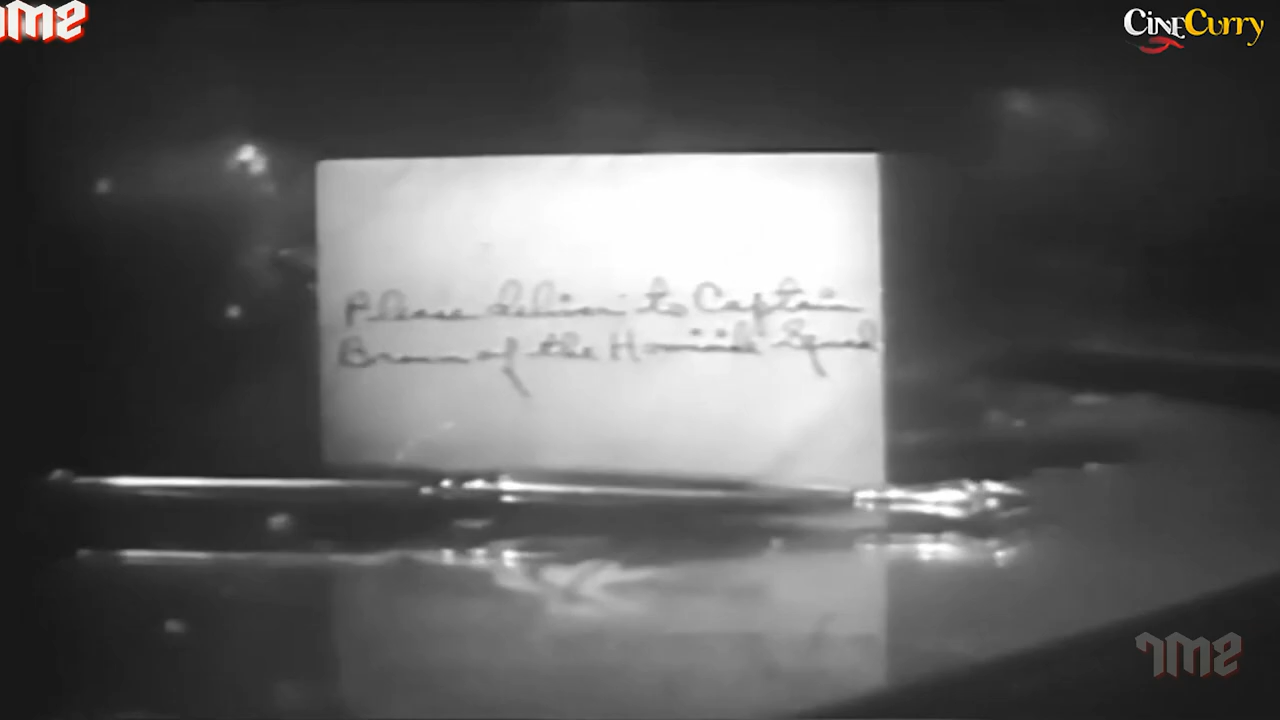 CINECURRY
Please deliver to Captain
Brown of the Homicide Squad